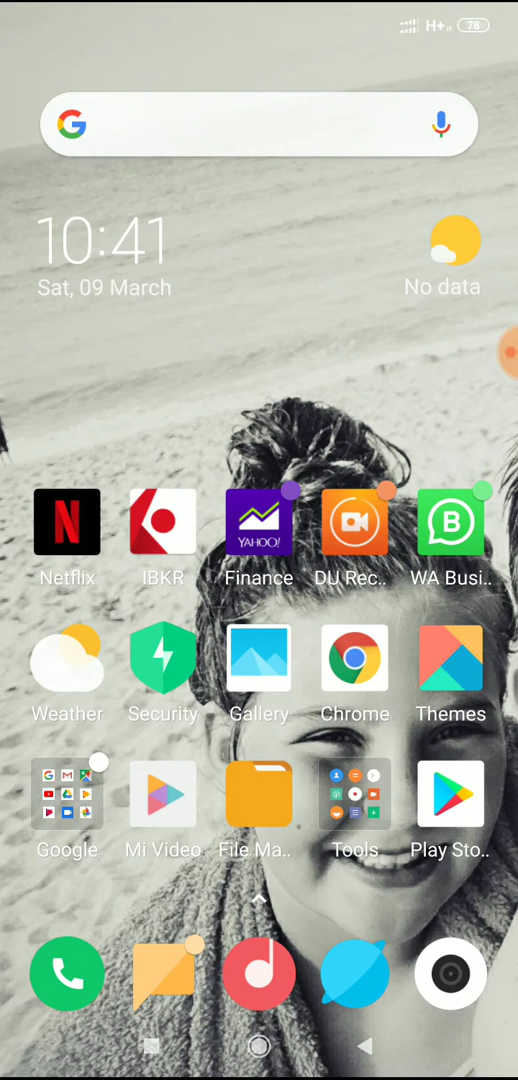 H+ 78
10:41
Sat, 09 March
No data
YAHOO!
Netflix IBKR Finance DU Rec.. WA Busi..
Weather Security Gallery Chrome Themes
Google Mi Video File Ma.. Tools Play Sto..